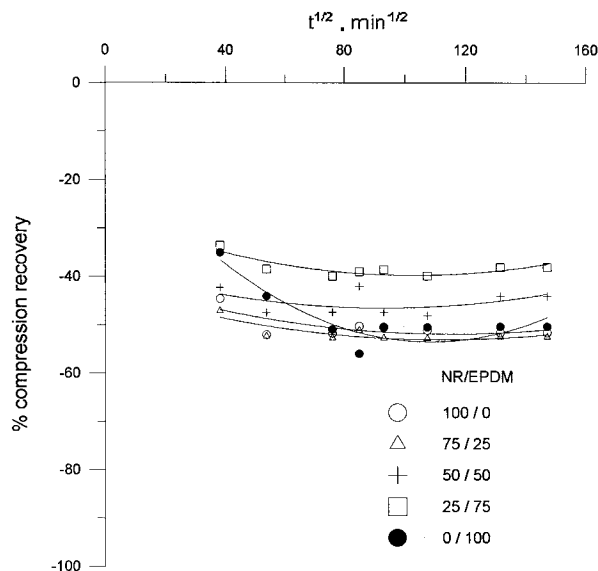 t1/2 . min1/2
0 40 80 120 160
0
-20
-40
-60
-80
-100
% compression recovery
NR/EPDM
100 / 0
75 / 25
50 / 50
25 / 75
0 / 100